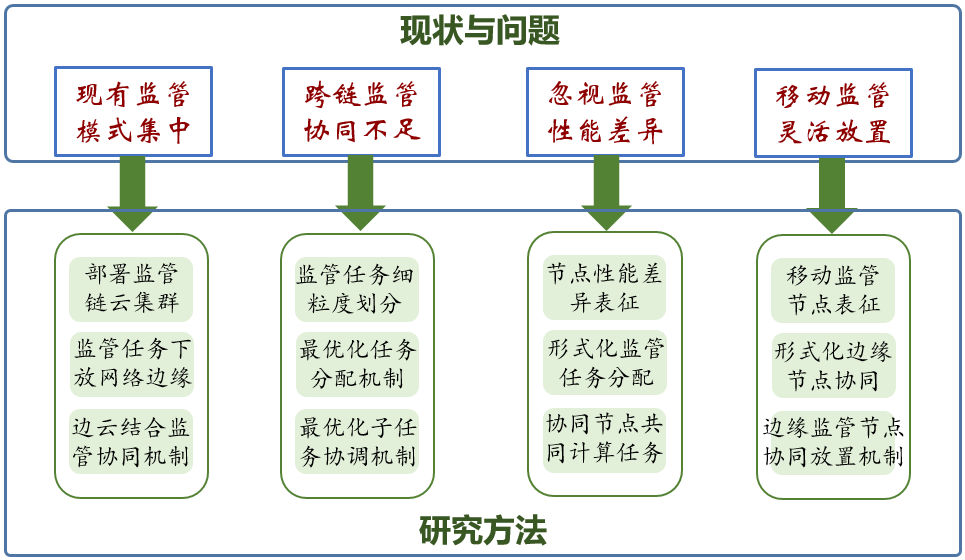 现状与问题
现有监管
模式集中
跨链监管
协同不足
忽视监管
性能差异
移动监管
灵活放置
部署监管
链云集群
监管任务下
放网络边缘
边云结合监
管协同机制
监管任务细
粒度划分
最优化任务
分配机制
最优化子任
务协调机制
节点性能差
异表征
形式化监管
任务分配
协同节点共
同计算任务
移动监管
节点表征
形式化边缘
节点协同
边缘监管节点
协同放置机制
研究方法